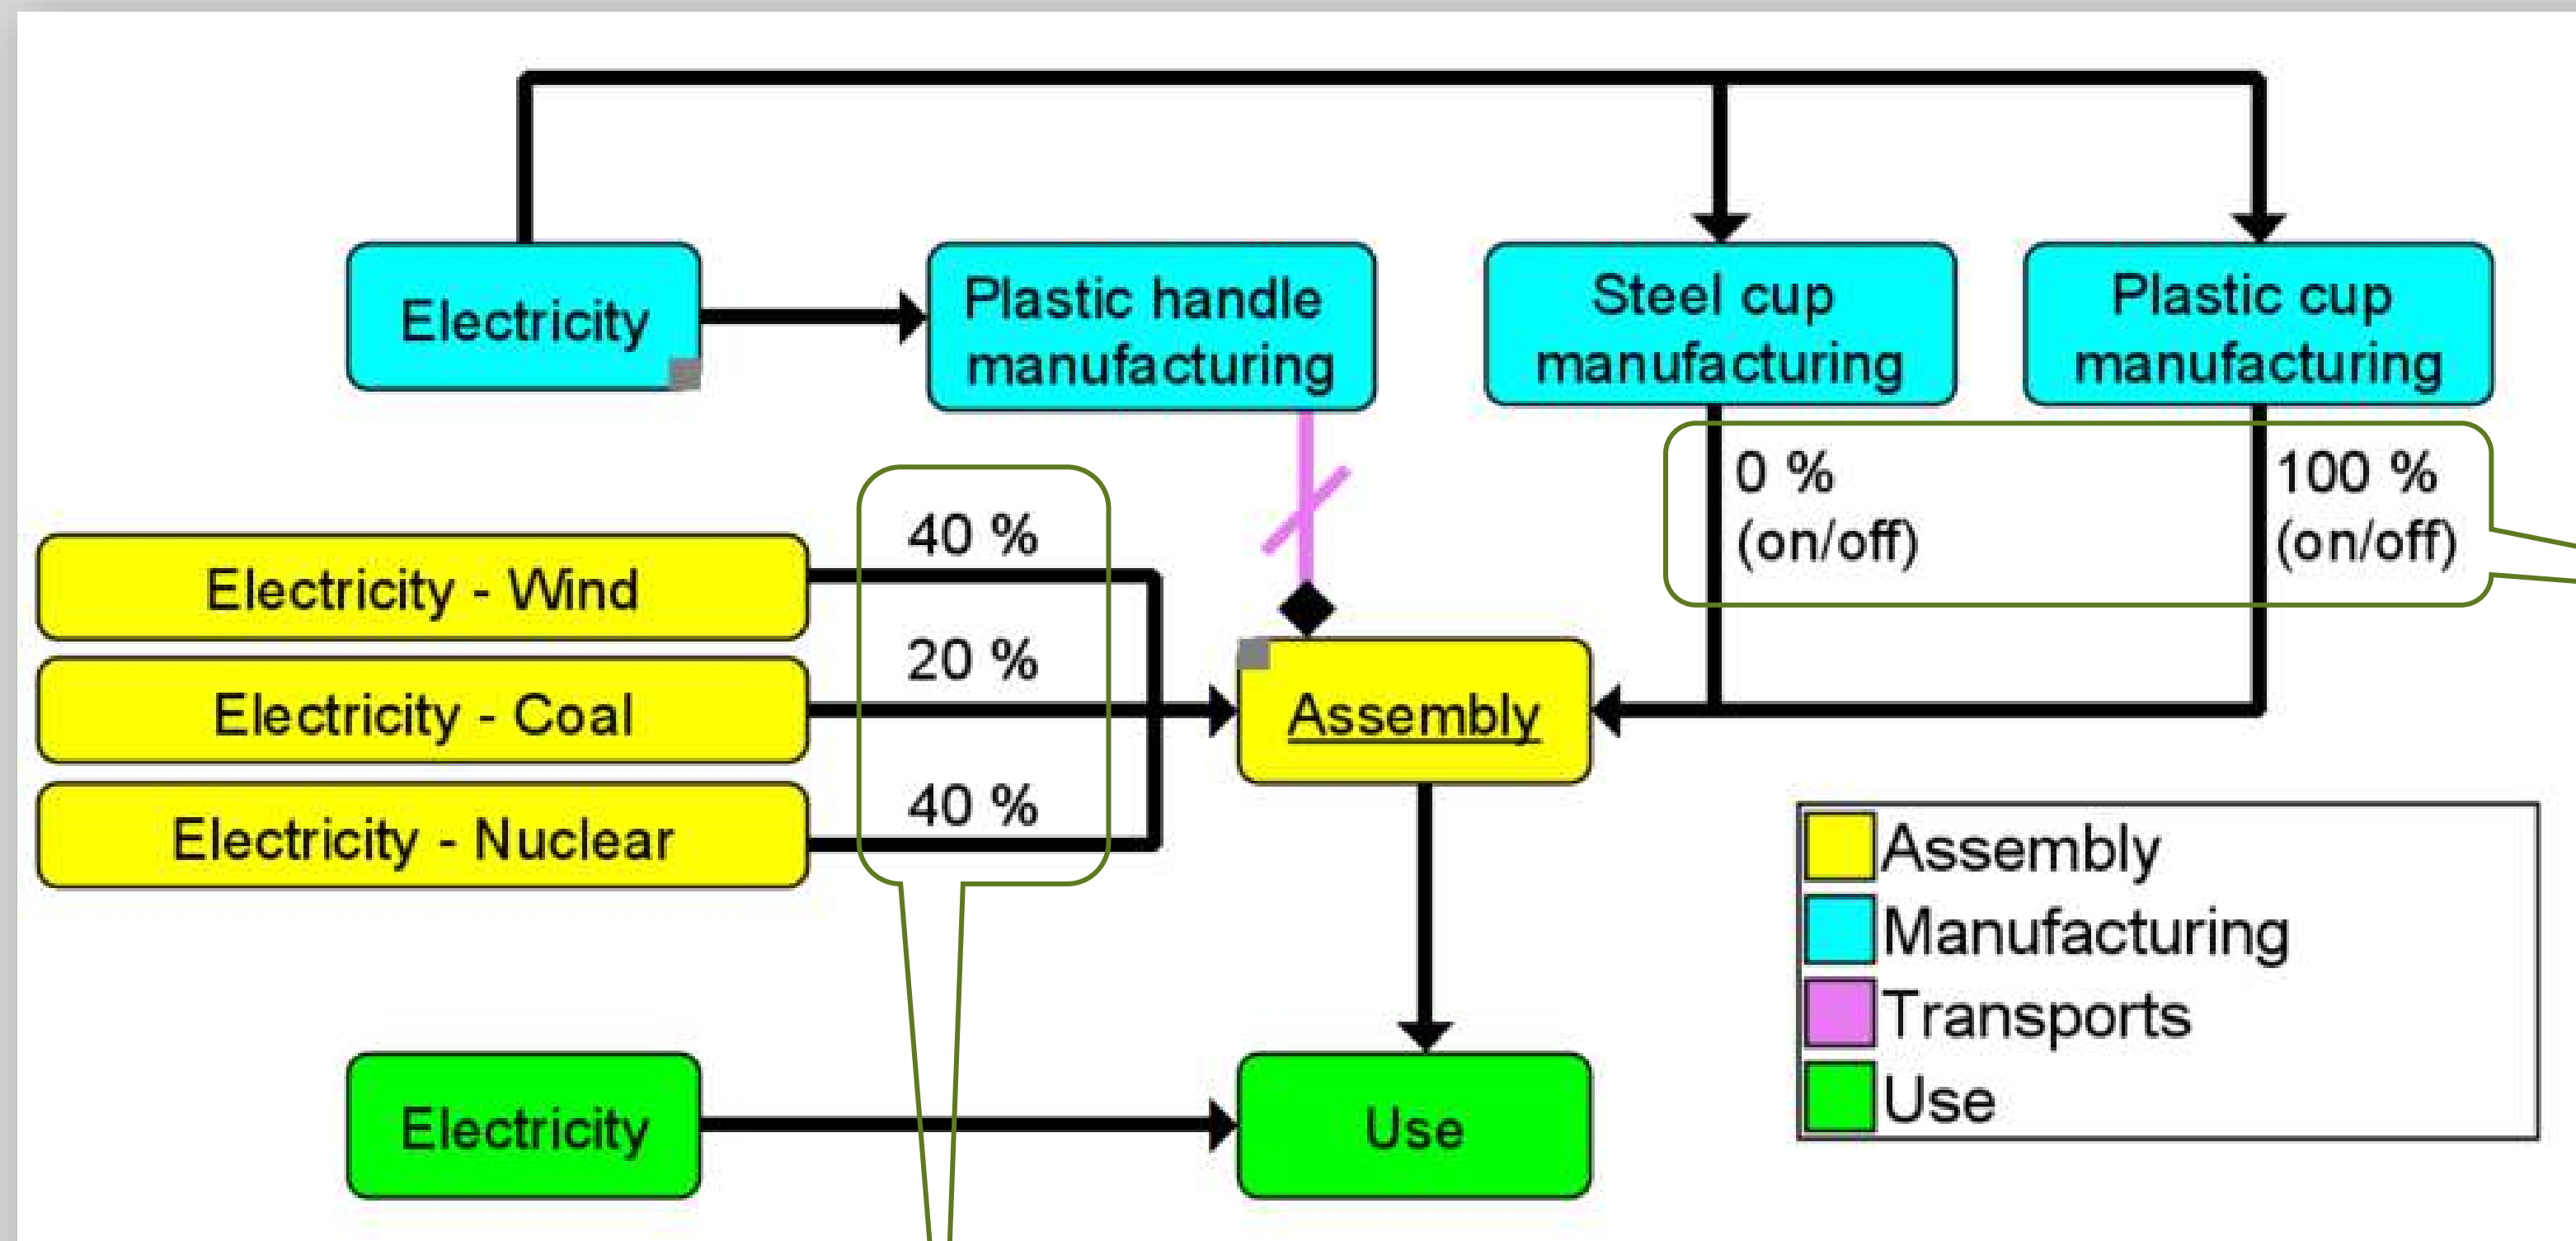 Electricity
Plastic handle
manufacturing
Steel cup
manufacturing
Plastic cup
manufacturing
0 %
(on/off)
100 %
(on/off)
40 %
Electricity - Wind
20 %
Electricity - Coal
Assembly
40 %
Electricity - Nuclear
Electricity
Use
Assembly
Manufacturing
Transports
Use